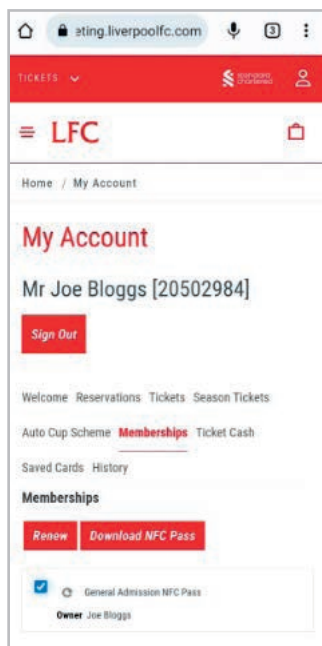 eting.liverpoolfc.com 3
TICKETS standard chartered
LFC
Home / My Account
My Account
Mr Joe Bloggs [20502984]
Sign Out
Welcome Reservations Tickets Season Tickets
Auto Cup Scheme Memberships Ticket Cash
Saved Cards History
Memberships
Renew Download NFC Pass
General Admission NFC Pass
Owner Joe Bloggs